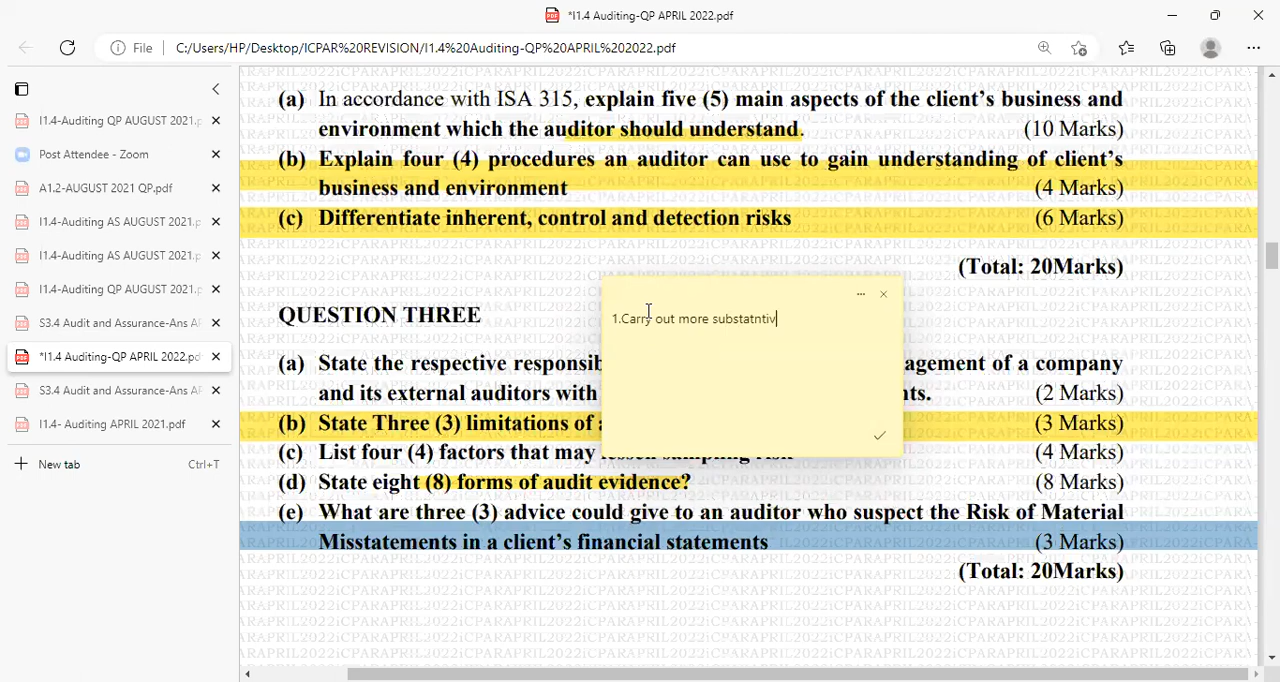 *I1.4 Auditing-QP APRIL 2022.pdf
File
C:/Users/HP/Desktop/ICPAR%20REVISION/I1.4%20Auditing-QP%20APRIL%202022.pdf
I1.4-Auditing QP AUGUST 2021.p
Post Attendee - Zoom
A1.2-AUGUST 2021 QP.pdf
I1.4-Auditing AS AUGUST 2021.p
I1.4-Auditing AS AUGUST 2021.p
I1.4-Auditing QP AUGUST 2021.p
S3.4 Audit and Assurance-Ans AP
*I1.4 Auditing-QP APRIL 2022.pd
S3.4 Audit and Assurance-Ans AP
I1.4- Auditing APRIL 2021.pdf
New tab Ctrl+T
(a) In accordance with ISA 315, explain five (5) main aspects of the client's business and
environment which the auditor should understand. (10 Marks)
(b) Explain four (4) procedures an auditor can use to gain understanding of client's
business and environment (4 Marks)
(c) Differentiate inherent, control and detection risks (6 Marks)
(Total: 20Marks)
QUESTION THREE
(a) State the respective responsib agement of a company
and its external auditors with ts. (2 Marks)
(b) State Three (3) limitations of a (3 Marks)
(c) List four (4) factors that may lessen sampling risk (4 Marks)
(d) State eight (8) forms of audit evidence? (8 Marks)
(e) What are three (3) advice could give to an auditor who suspect the Risk of Material
Misstatements in a client's financial statements (3 Marks)
(Total: 20Marks)
1.Carry out more substatntiv